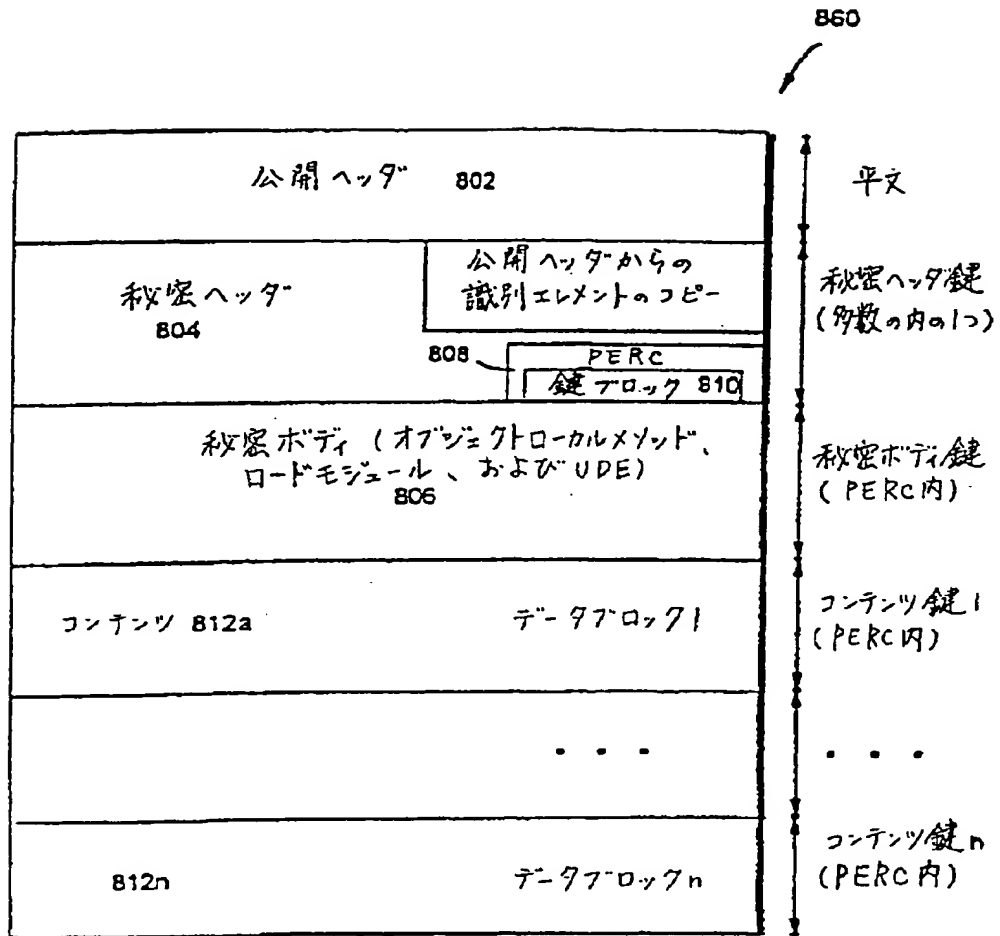 860
公開ヘッダ 802
平文
秘密ヘッダ
804
公開ヘッダからの
識別エレメントのコピー
808
PERC
鍵ブロック 810
秘密ヘッダ鍵
(多数の内の1つ)
秘密ボディ (オブジェクトローカルメソッド、
ロードモジュール、およびUDE)
806
秘密ボディ鍵
(PERC内)
コンテンツ 812a
データブロック1
コンテンツ鍵1
(PERC内)
• • •
• • •
812n
データブロックn
コンテンツ鍵n
(PERC内)